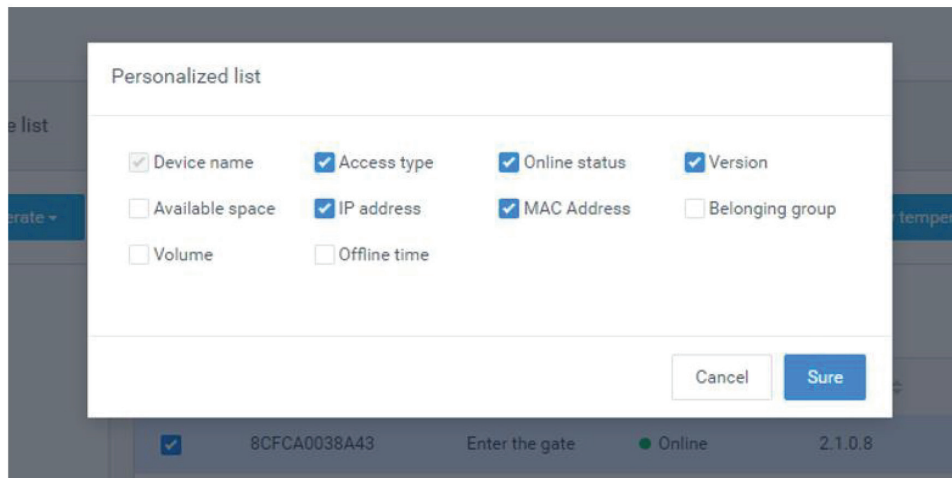 Personalized list
e list
Device name Access type Online status Version
Available space IP address MAC Address Belonging group
erate temper
Volume Offline time
Cancel Sure
8CFCA0038A43 Enter the gate Online 2.1.0.8